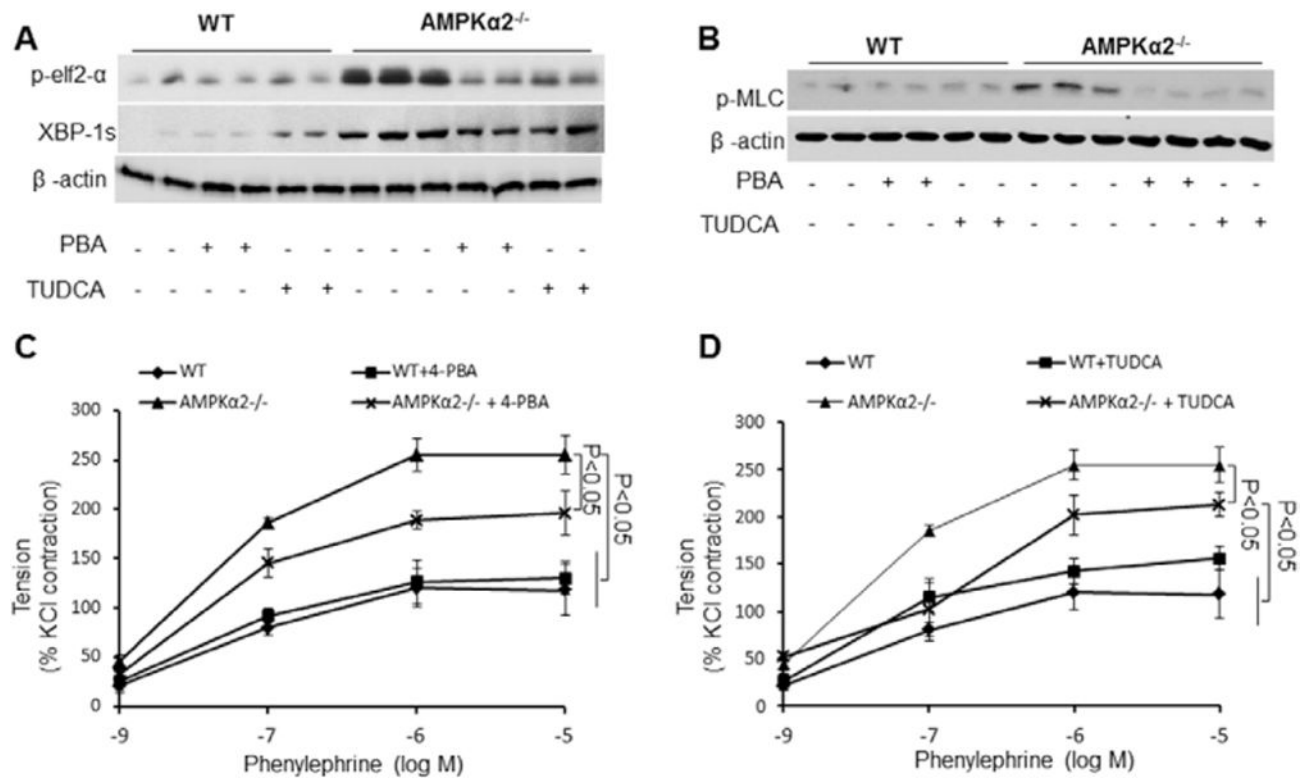 A
WT AMPKα2-/-
p-elf2-α
XBP-1s
β -actin
PBA - - + + - - - - - + + - -
TUDCA - - - - + + - - - - - + +
B
WT AMPKα2-/-
p-MLC
β -actin
PBA - - + + - - - - - + + - -
TUDCA - - - - + + - - - - - + +
C
WT WT+4-PBA
AMPKα2-/- AMPKα2-/- + 4-PBA
Tension
(% KCl contraction)
300
250
200
150
100
50
0
-9 -7 -6 -5
Phenylephrine (log M)
P<0.05
P<0.05
D
WT WT+TUDCA
AMPKα2-/- AMPKα2-/- + TUDCA
Tension
(% KCl contraction)
300
250
200
150
100
50
0
-9 -7 -6 -5
Phenylephrine (log M)
P<0.05
P<0.05